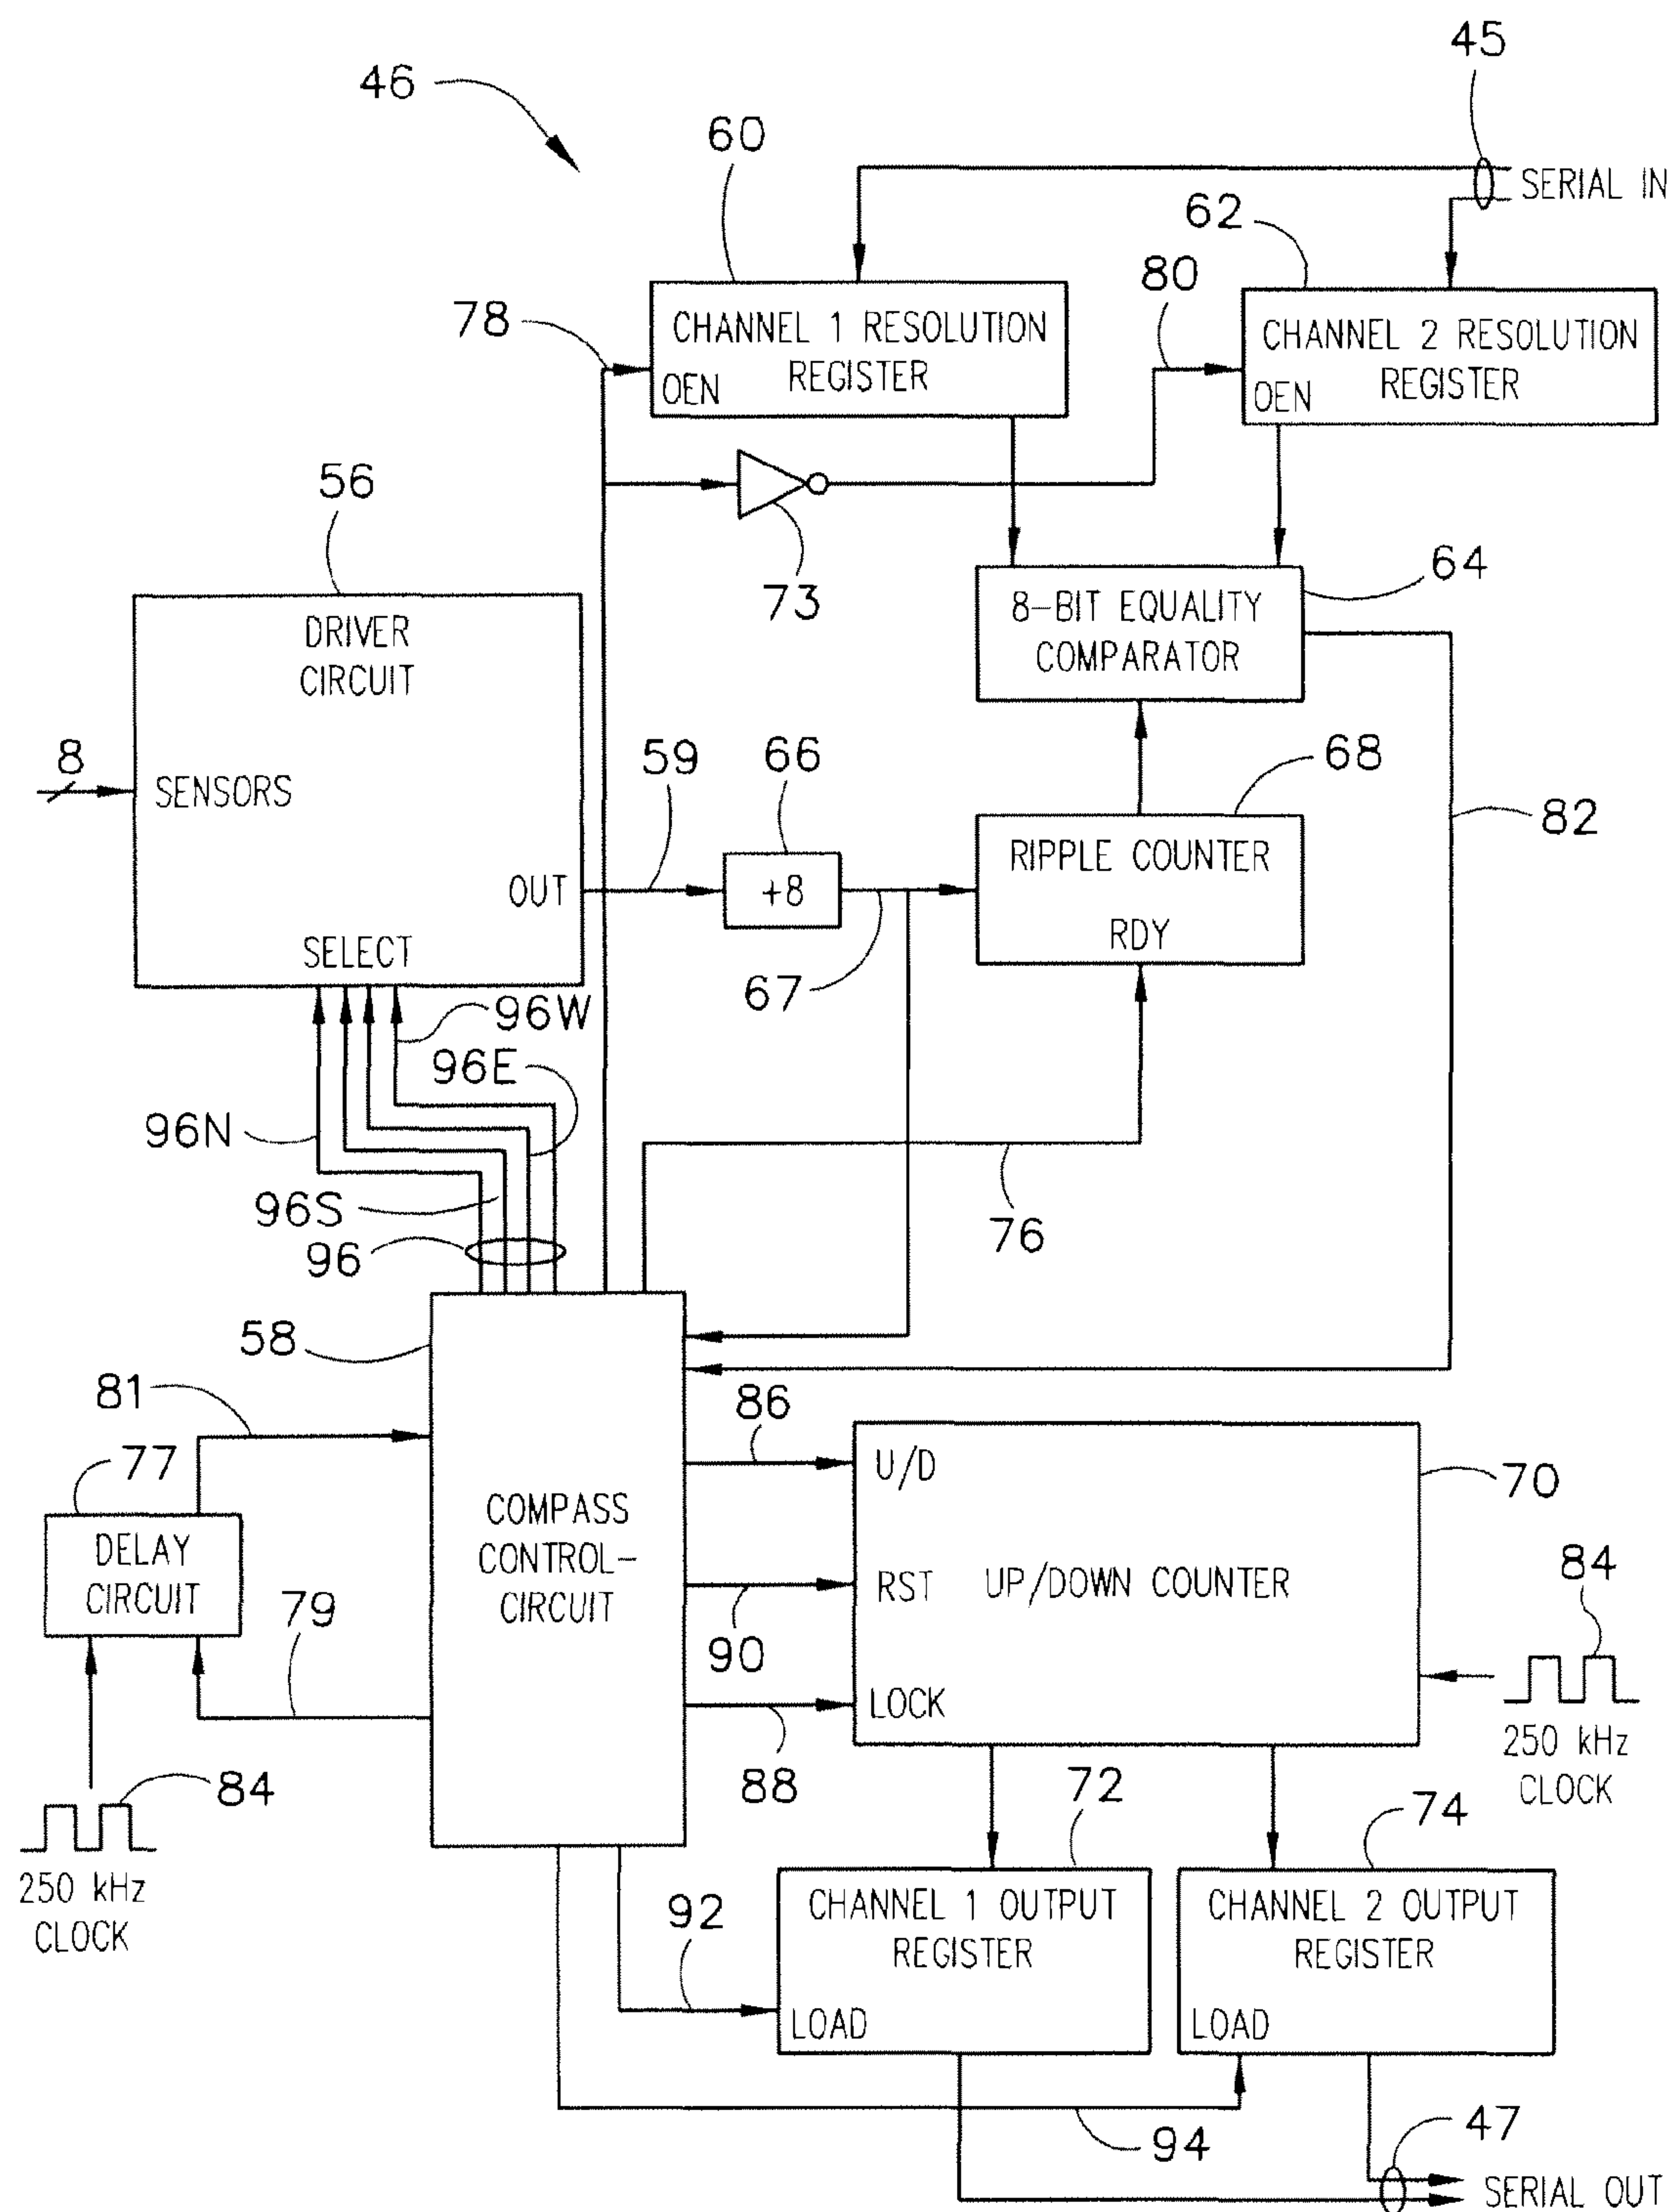 45
46
60
SERIAL IN
62
80
78
CHANNEL 1 RESOLUTION
REGISTER
OEN
CHANNEL 2 RESOLUTION
REGISTER
OEN
56
73
64
DRIVER
CIRCUIT
8-BIT EQUALITY
COMPARATOR
8
SENSORS
59
66
68
82
OUT
+8
RIPPLE COUNTER
RDY
SELECT
67
96W
96E
96N
96S
76
96
58
81
86
77
U/D
70
DELAY
CIRCUIT
COMPASS
CONTROL-
CIRCUIT
79
RST
UP/DOWN COUNTER
84
90
LOCK
250 kHz
CLOCK
88
84
72
74
250 kHz
CLOCK
92
CHANNEL 1 OUTPUT
REGISTER
LOAD
CHANNEL 2 OUTPUT
REGISTER
LOAD
94
47
SERIAL OUT